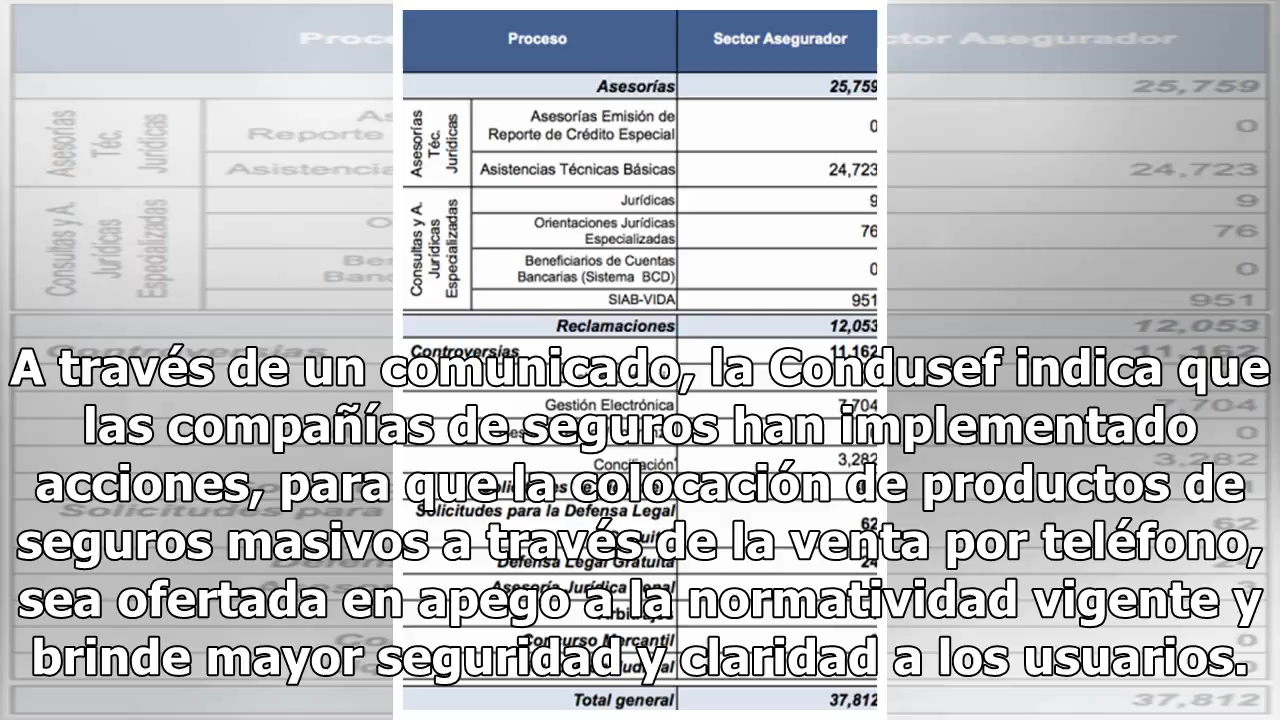 Proceso Sector Asegurador
Asesorías 25,759
Asesorías Téc. Jurídicas
Asesorías Emisión de Reporte de Crédito Especial 0
Asistencias Técnicas Básicas 24,723
Consultas y A. Jurídicas Especializadas
Jurídicas 9
Orientaciones Jurídicas Especializadas 76
Beneficiarios de Cuentas Bancarias (Sistema BCD) 0
SIAB-VIDA 951
Reclamaciones 12,053
Controversias 11,162
Gestión Electrónica 7,704
Conciliación 3,282
Solicitudes para la Defensa Legal 62
Defensa Legal Gratuita 24
Asesoría Jurídica Penal
Arbitrajes
Concurso Mercantil
Total general 37,812
A través de un comunicado, la Condusef indica que
las compañías de seguros han implementado
acciones, para que la colocación de productos de
seguros masivos a través de la venta por teléfono,
sea ofertada en apego a la normatividad vigente y
brinde mayor seguridad y claridad a los usuarios.